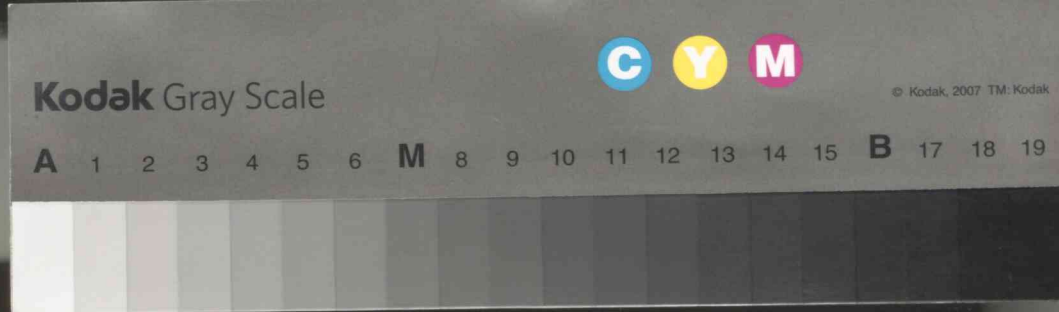 C Y M
Kodak Gray Scale
© Kodak, 2007 TM: Kodak
A 1 2 3 4 5 6 M 8 9 10 11 12 13 14 15 B 17 18 19